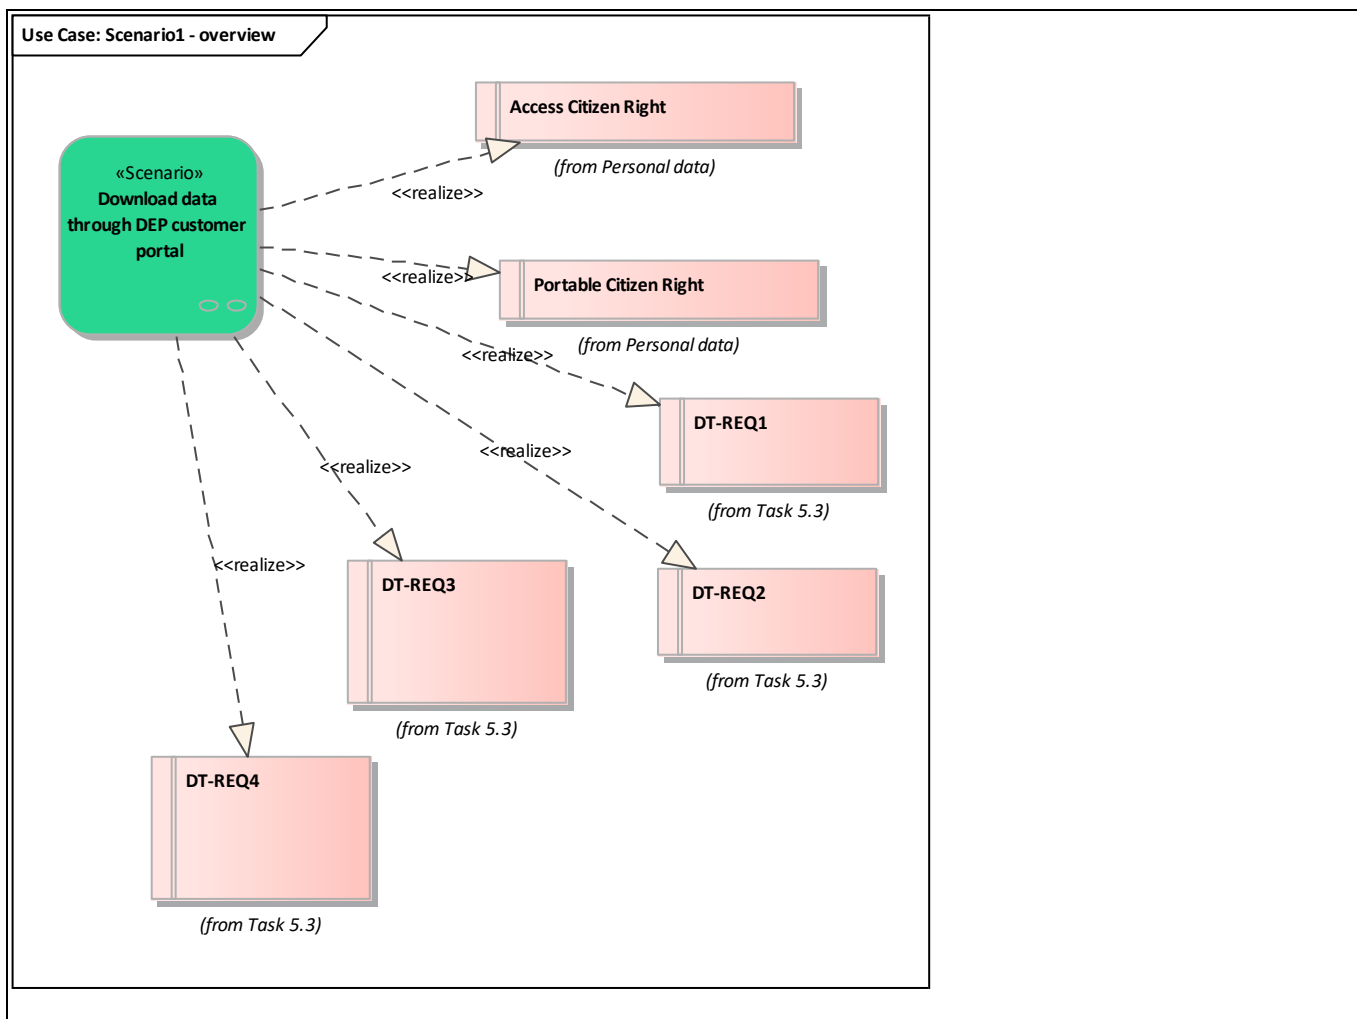 Use Case: Scenario1 - overview
Access Citizen Right
(from Personal data)
«Scenario»
Download data
through DEP customer
portal
<<realize>>
<<realize>>
Portable Citizen Right
(from Personal data)
<<realize>>
DT-REQ1
(from Task 5.3)
<<realize>>
<<realize>>
DT-REQ3
(from Task 5.3)
DT-REQ2
(from Task 5.3)
<<realize>>
DT-REQ4
(from Task 5.3)